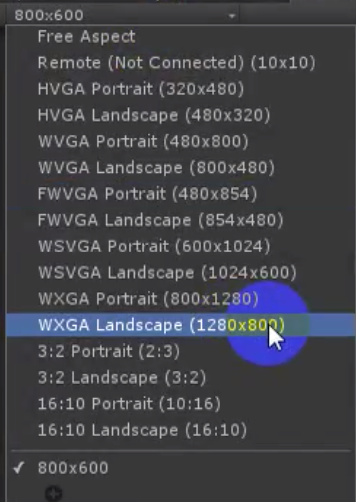 800x600
Free Aspect
Remote (Not Connected) (10x10)
HVGA Portrait (320x480)
HVGA Landscape (480x320)
WVGA Portrait (480x800)
WVGA Landscape (800x480)
FWVGA Portrait (480x854)
FWVGA Landscape (854x480)
WSVGA Portrait (600x1024)
WSVGA Landscape (1024x600)
WXGA Portrait (800x1280)
WXGA Landscape (1280x800)
3:2 Portrait (2:3)
3:2 Landscape (3:2)
16:10 Portrait (10:16)
16:10 Landscape (16:10)
✓ 800x600